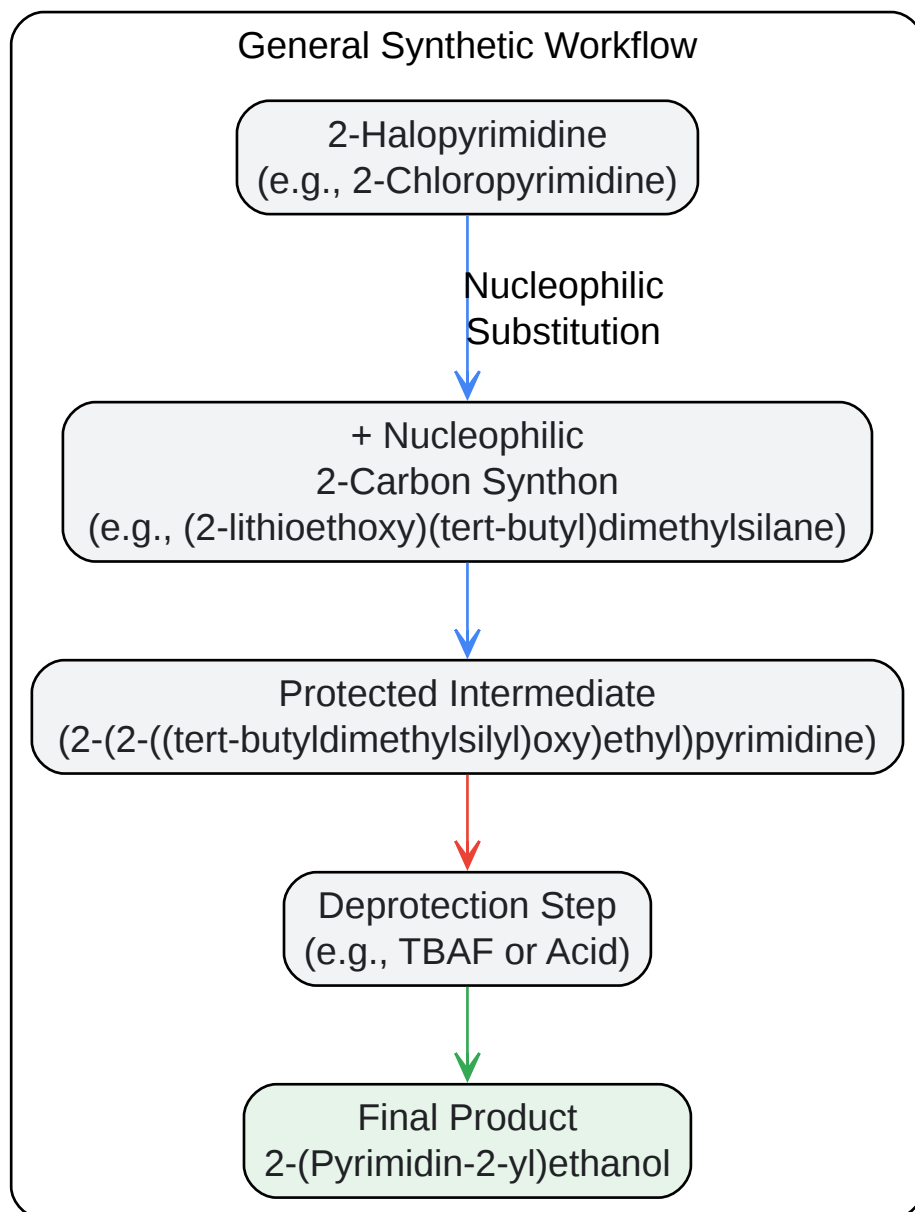 General Synthetic Workflow
2-Halopyrimidine
(e.g., 2-Chloropyrimidine)
Nucleophilic
Substitution
+ Nucleophilic
2-Carbon Synthon
(e.g., (2-lithioethoxy)(tert-butyl)dimethylsilane)
Protected Intermediate
(2-(2-((tert-butyldimethylsilyl)oxy)ethyl)pyrimidine)
Deprotection Step
(e.g., TBAF or Acid)
Final Product
2-(Pyrimidin-2-yl)ethanol